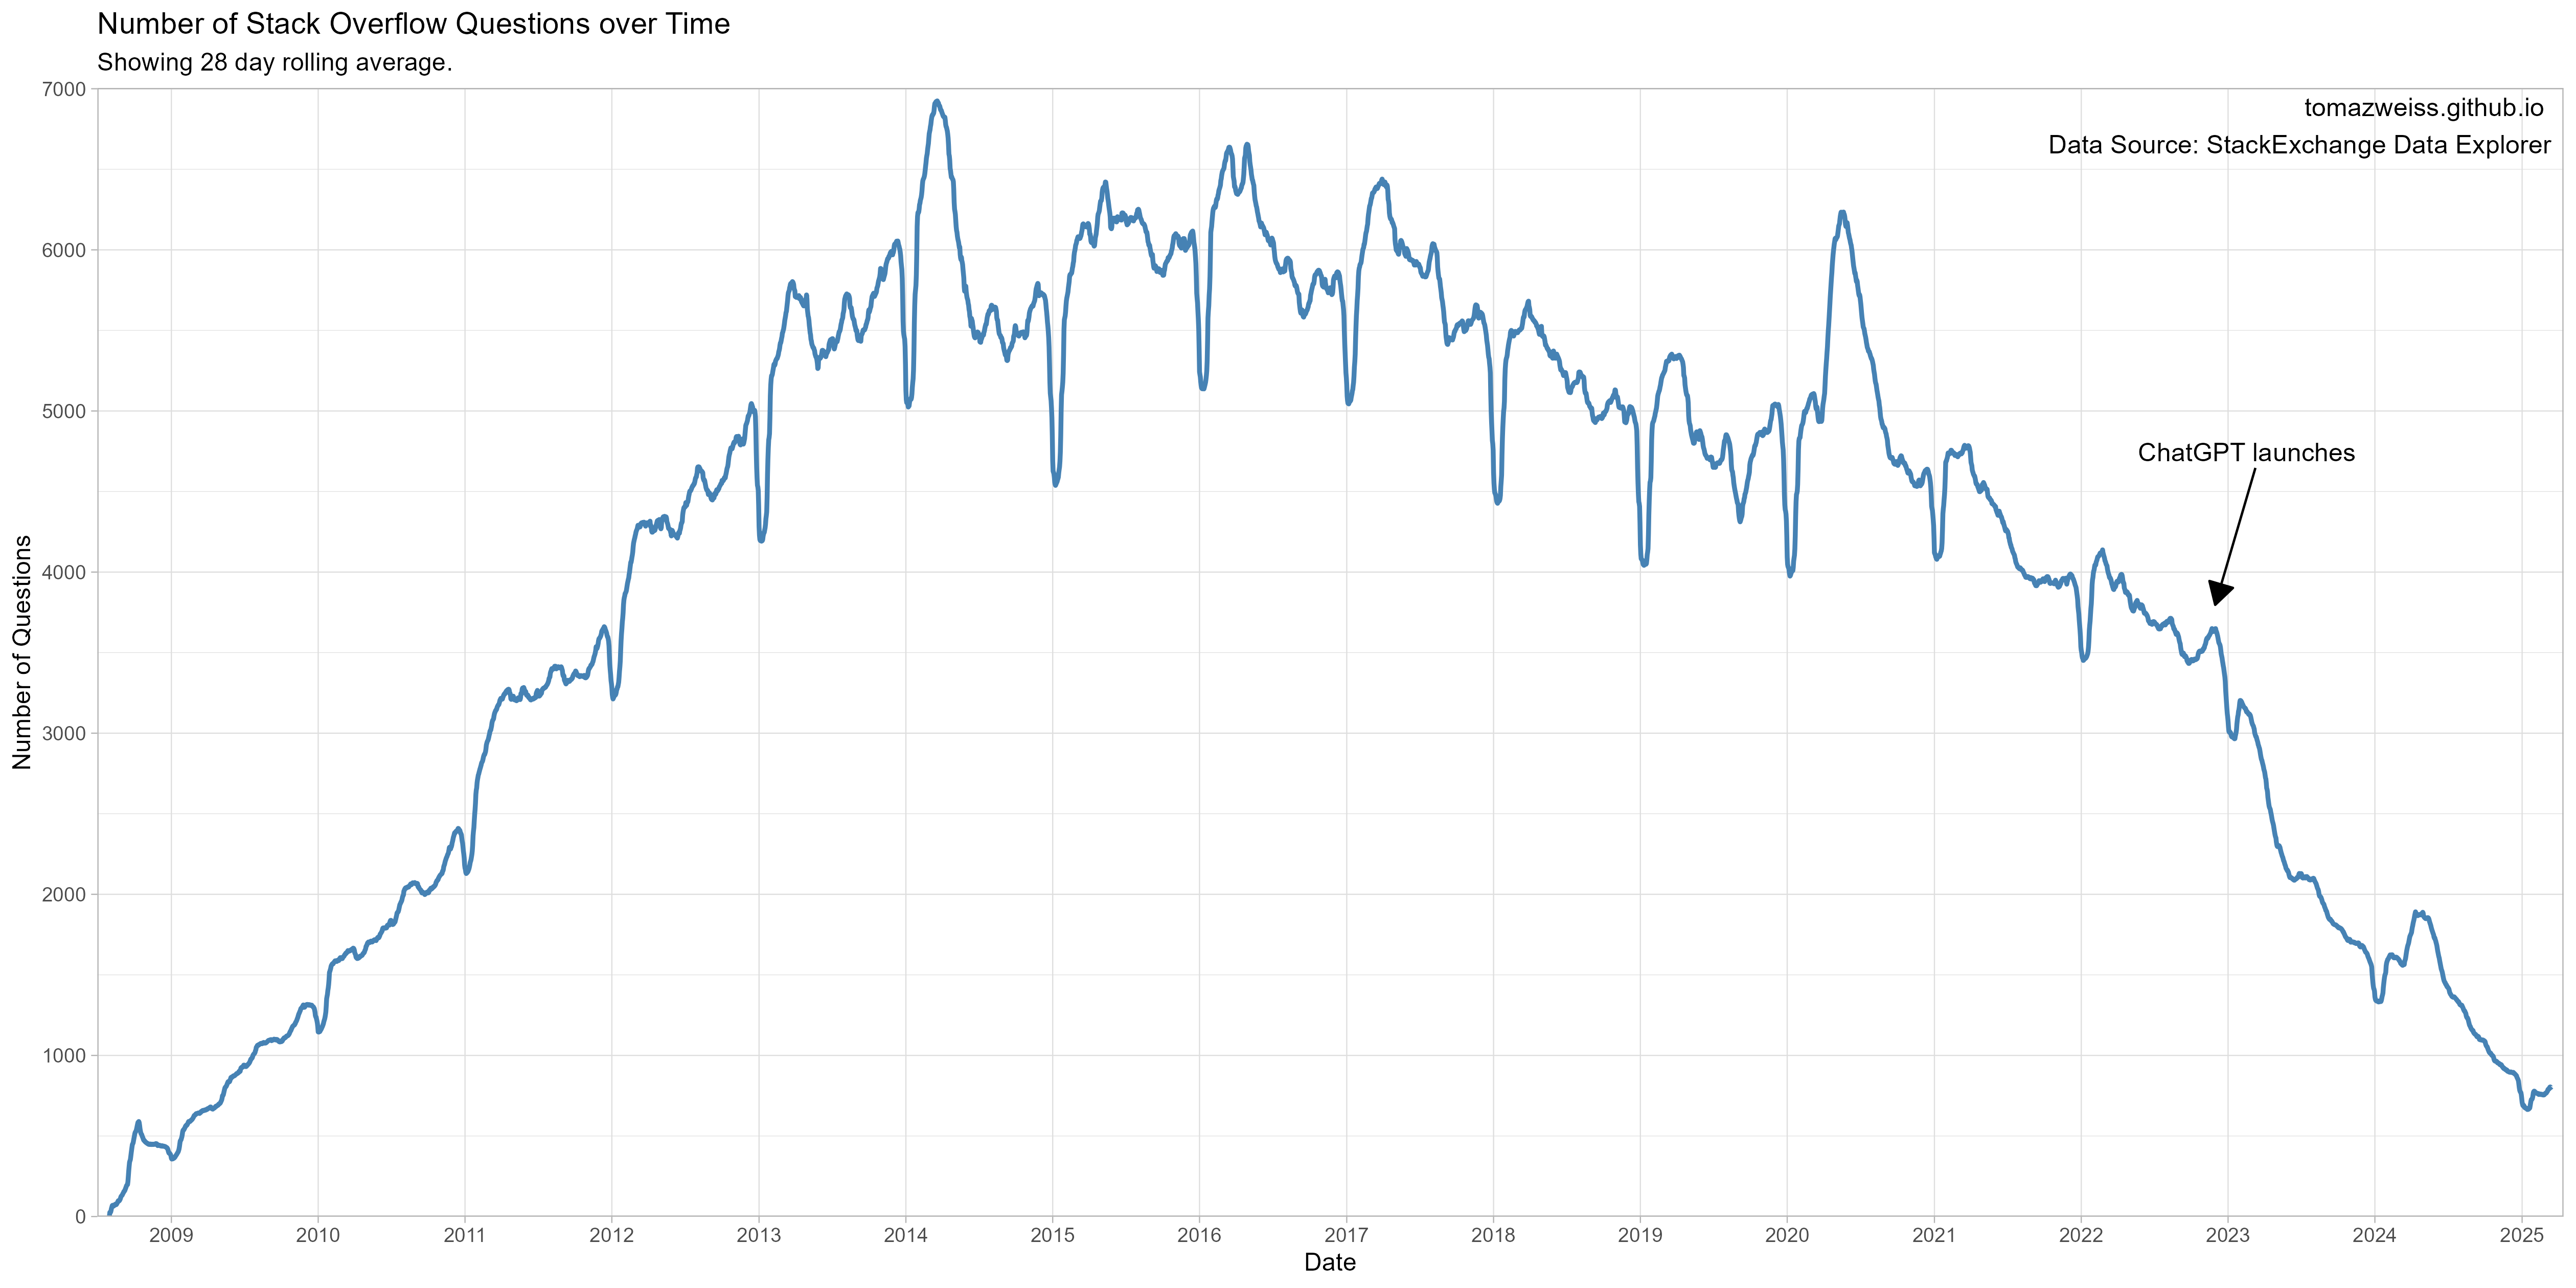 Number of Stack Overflow Questions over Time
Showing 28 day rolling average.
tomazweiss.github.io
Data Source: StackExchange Data Explorer
ChatGPT launches
Number of Questions
7000
6000
5000
4000
3000
2000
1000
0
2009 2010 2011 2012 2013 2014 2015 2016 2017 2018 2019 2020 2021 2022 2023 2024 2025
Date